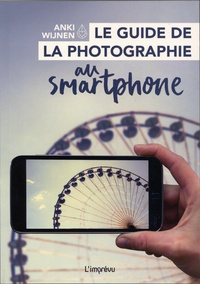 ANKI
WIJNEN
LE GUIDE DE
LA PHOTOGRAPHIE
au
smartphone
L'imprévu